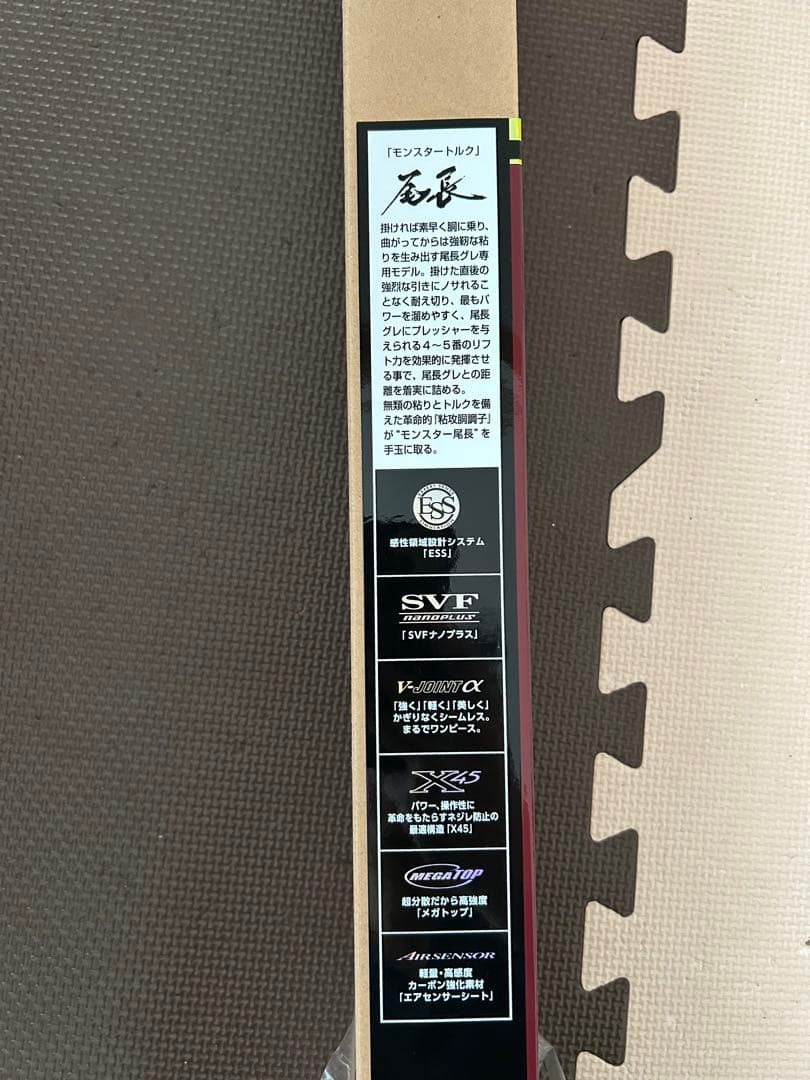 「モンスタートルク」
尾長
掛ければ素早く胴に乗り、
曲がってからは強靭な粘
りを生み出す尾長グレ専
用モデル。掛けた直後の
強烈な引きにノサれるこ
となく耐え切り、最もパ
ワーを溜めやすく、尾長
グレにプレッシャーを与
えられる4～5番のリフ
ト力を効果的に発揮させ
る事で、尾長グレとの距
離を着実に詰める。
無類の粘りとトルクを備
えた革命的「粘攻胴調子」
が“モンスター尾長”を
手玉に取る。
ESS
感性領域設計システム
「ESS」
SVF
nanoplus
「SVFナノプラス」
V-JOINT α
「強く」「軽く」「美しく」
かぎりなくシームレス。
まるでワンピース。
X45
パワー、操作性に
革命をもたらすネジレ防止の
最適構造「X45」
MEGATOP
超分散だから高強度
「メガトップ」
AIRSENSOR
軽量・高感度
カーボン強化素材
「エアセンサーシート」